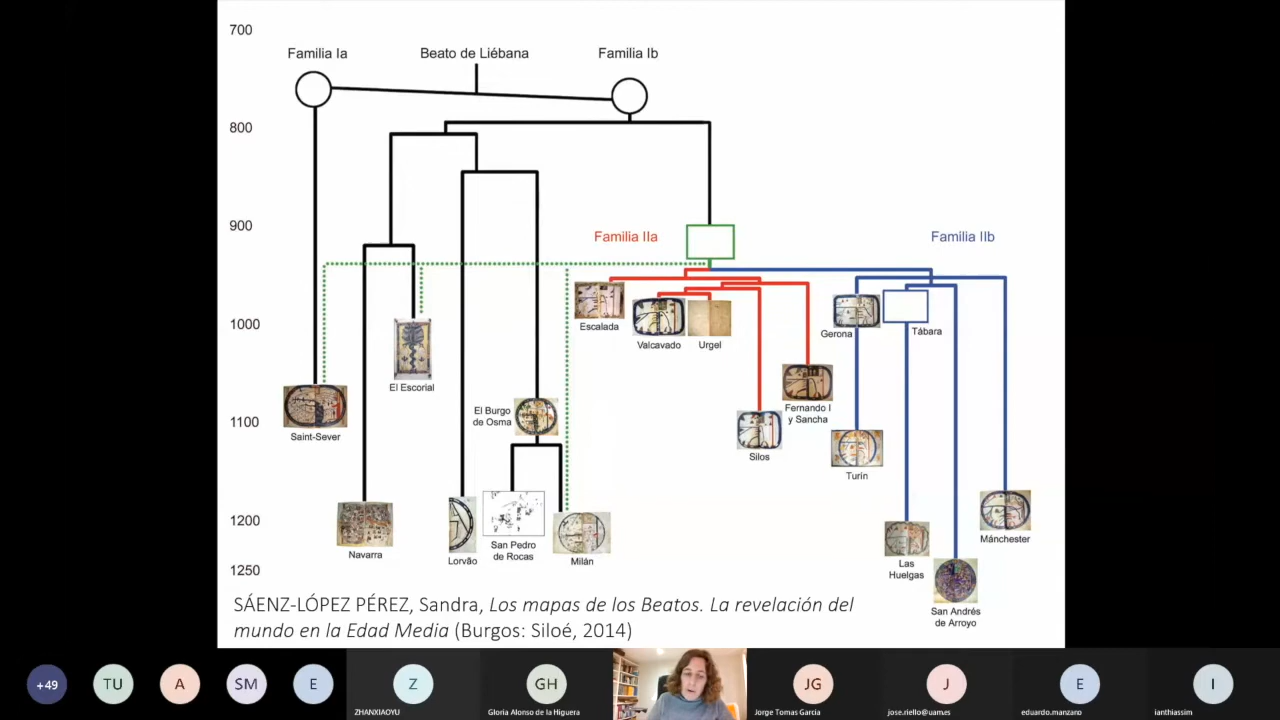 700
Familia Ia
Beato de Liébana
Familia Ib
800
900
Familia IIa
Familia IIb
Escalada
Valcavado
Urgel
Gerona
Tábara
1000
El Escorial
Fernando I
y Sancha
El Burgo
de Osma
1100
Saint-Sever
Silos
Turín
1200
Navarra
Lorvão
San Pedro
de Rocas
Milán
Mánchester
Las
Huelgas
1250
San Andrés
de Arroyo
SÁENZ-LÓPEZ PÉREZ, Sandra, Los mapas de los Beatos. La revelación del
mundo en la Edad Media (Burgos: Siloé, 2014)
+49
TU
A
SM
E
Z
GH
JG
J
E
I
ZHANXIAOYU
Gloria Alonso de la Higuera
Jorge Tomas Garcia
jose.riello@uam.es
eduardo.manzano
ianthiassim